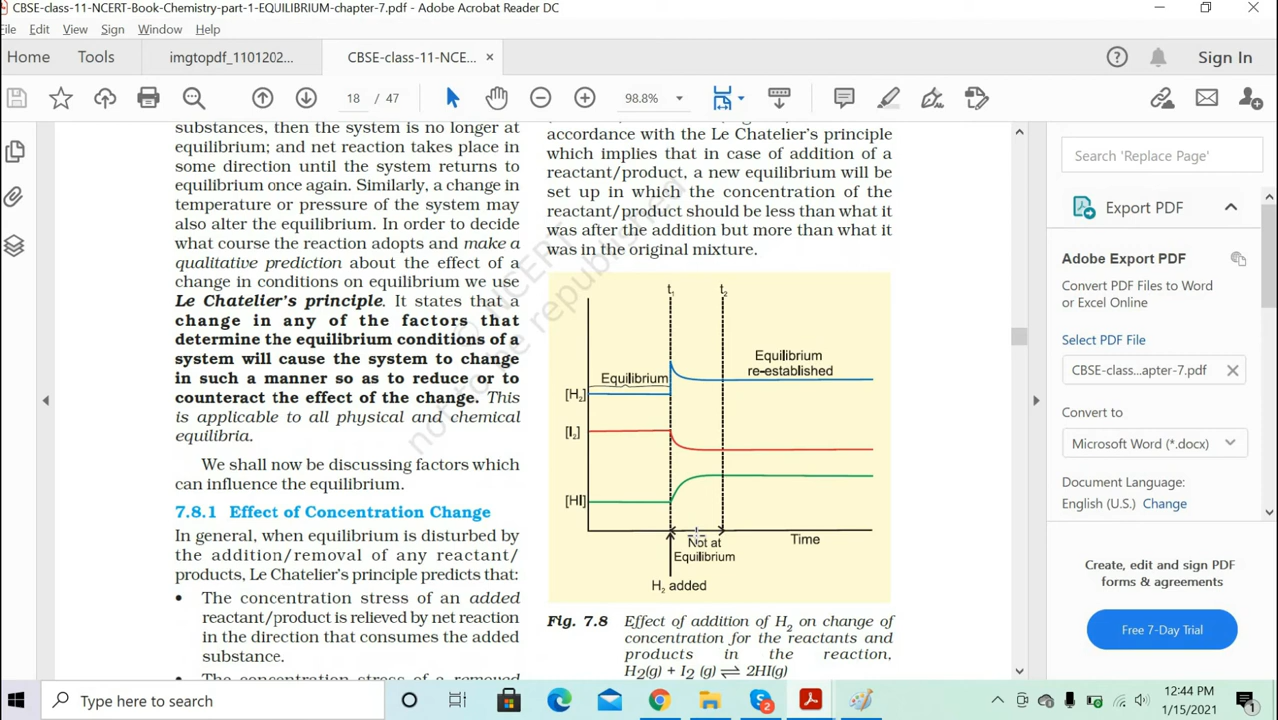 CBSE-class-11-NCERT-Book-Chemistry-part-1-EQUILIBRIUM-chapter-7.pdf - Adobe Acrobat Reader DC
File Edit View Sign Window Help
Home Tools imgtopdf_1101202... CBSE-class-11-NCE... × Sign In
18 / 47 98.8%
substances, then the system is no longer at
equilibrium; and net reaction takes place in
some direction until the system returns to
equilibrium once again. Similarly, a change in
temperature or pressure of the system may
also alter the equilibrium. In order to decide
what course the reaction adopts and make a
qualitative prediction about the effect of a
change in conditions on equilibrium we use
Le Chatelier's principle. It states that a
change in any of the factors that
determine the equilibrium conditions of a
system will cause the system to change
in such a manner so as to reduce or to
counteract the effect of the change. This
is applicable to all physical and chemical
equilibria.
We shall now be discussing factors which
can influence the equilibrium.
7.8.1 Effect of Concentration Change
In general, when equilibrium is disturbed by
the addition/removal of any reactant/
products, Le Chatelier's principle predicts that:
• The concentration stress of an added
reactant/product is relieved by net reaction
in the direction that consumes the added
substance.
• The concentration stress of a removed
accordance with the Le Chatelier's principle
which implies that in case of addition of a
reactant/product, a new equilibrium will be
set up in which the concentration of the
reactant/product should be less than what it
was after the addition but more than what it
was in the original mixture.
t₁ t₂
Equilibrium
Equilibrium
re-established
[H₂]
[I₂]
[HI]
Not at
Equilibrium
Time
H₂ added
Fig. 7.8 Effect of addition of H₂ on change of
concentration for the reactants and
products in the reaction,
H₂(g) + I₂ (g) ⇌ 2HI(g)
© NCERT
not to be republished
Search 'Replace Page'
Export PDF
Adobe Export PDF
Convert PDF Files to Word
or Excel Online
Select PDF File
CBSE-class...apter-7.pdf ×
Convert to
Microsoft Word (*.docx)
Document Language:
English (U.S.) Change
Create, edit and sign PDF
forms & agreements
Free 7-Day Trial
Type here to search
2
12:44 PM
1/15/2021
1